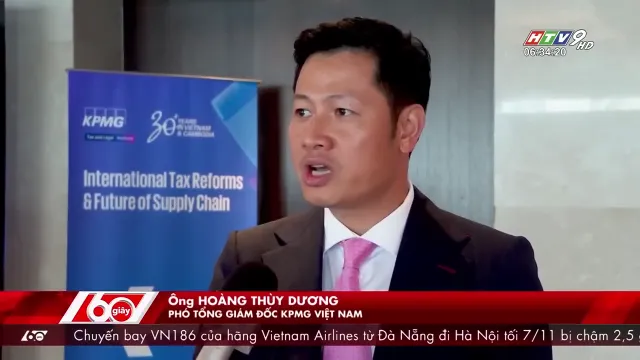 HTV9 HD
06:34:20
KPMG
30 YEARS
IN VIETNAM
& CAMBODIA
International Tax Reforms
& Future of Supply Chain
60 giây
Ông HOÀNG THÙY DƯƠNG
PHÓ TỔNG GIÁM ĐỐC KPMG VIỆT NAM
60 Chuyến bay VN186 của hãng Vietnam Airlines từ Đà Nẵng đi Hà Nội tối 7/11 bị chậm 2,5